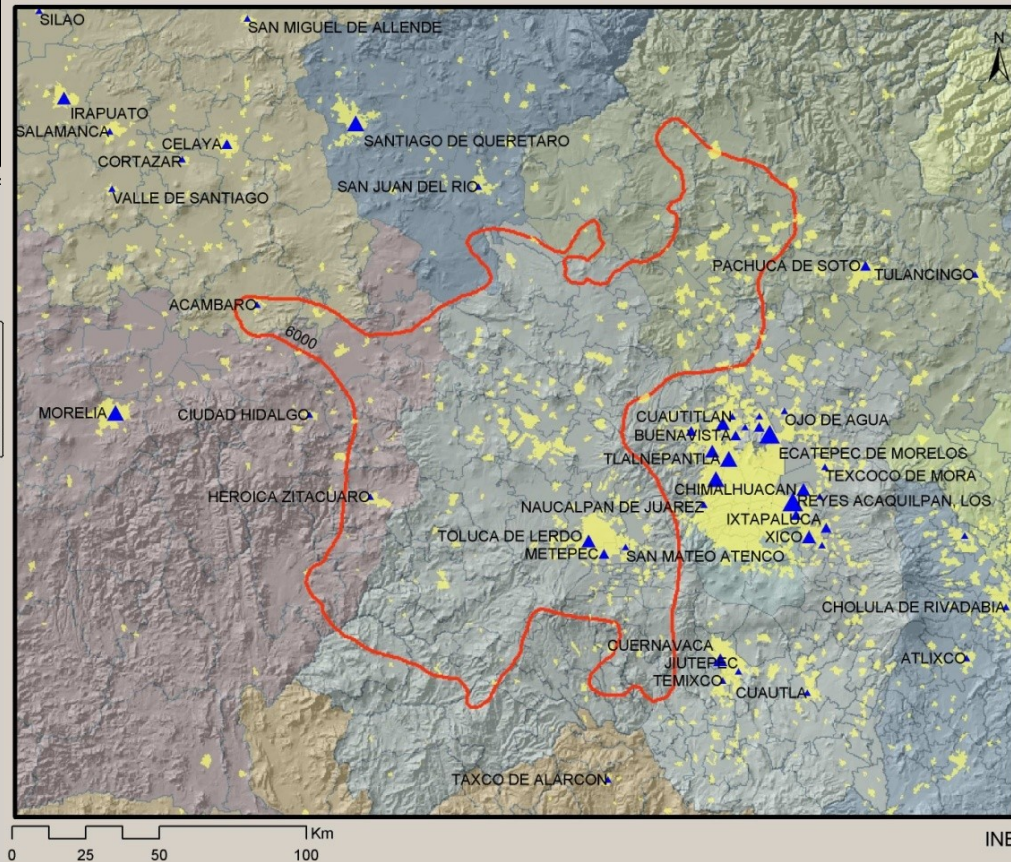 SILAO
SAN MIGUEL DE ALLENDE
N
IRAPUATO
SALAMANCA
CELAYA
SANTIAGO DE QUERETARO
CORTAZAR
SAN JUAN DEL RIO
VALLE DE SANTIAGO
PACHUCA DE SOTO
TULANCINGO
ACAMBARO
6000
MORELIA
CIUDAD HIDALGO
CUAUTITLAN
OJO DE AGUA
BUENAVISTA
ECATEPEC DE MORELOS
TLALNEPANTLA
TEXCOCO DE MORA
CHIMALHUACAN
HEROICA ZITACUARO
REYES ACAQUILPAN, LOS
NAUCALPAN DE JUAREZ
IXTAPALUCA
TOLUCA DE LERDO
XICO
METEPEC
SAN MATEO ATENCO
CHOLULA DE RIVADABIA
CUERNAVACA
JIUTEPEC
ATLIXCO
TEMIXCO
CUAUTLA
TAXCO DE ALARCON
Km
0 25 50 100
INE